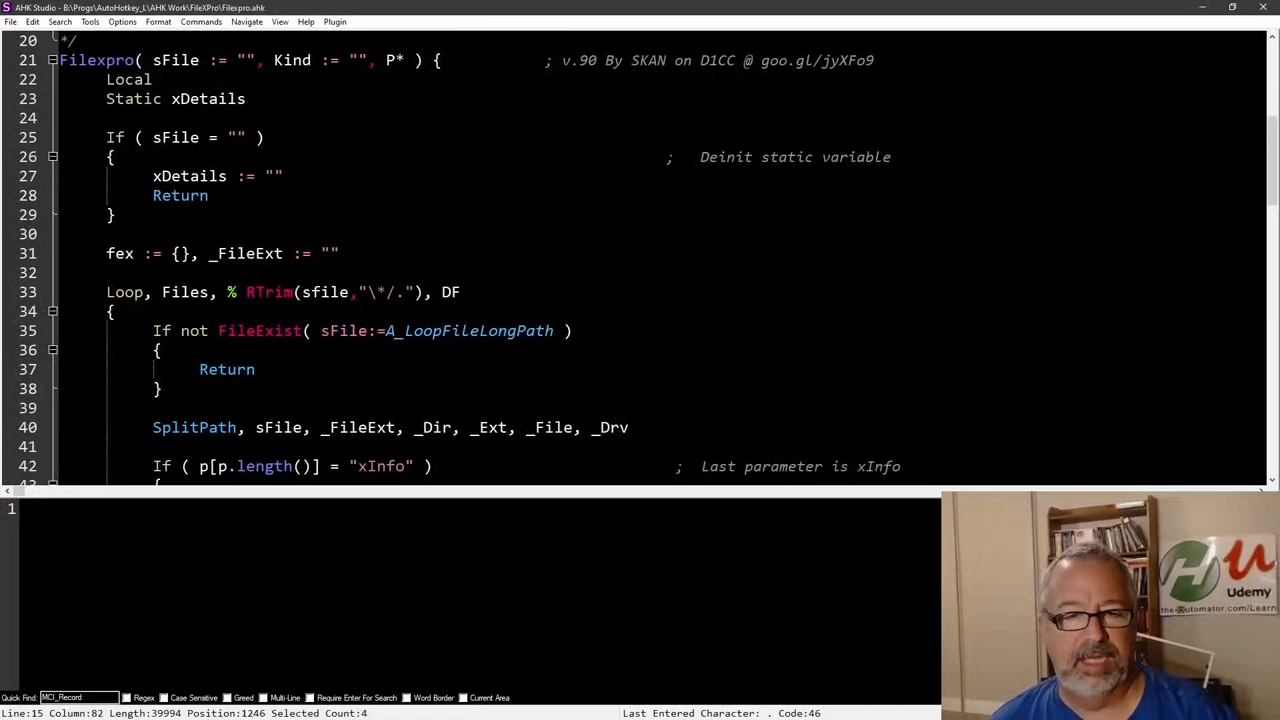 S AHK Studio - B:\Progs\AutoHotkey_L\AHK Work\FileXPro\Filexpro.ahk
File Edit Search Tools Options Format Commands Navigate View Help Plugin
20 */
21 Filexpro( sFile := "", Kind := "", P* ) { ; v.90 By SKAN on D1CC @ goo.gl/jyXFo9
22 Local
23 Static xDetails
24
25 If ( sFile = "" )
26 { ; Deinit static variable
27 xDetails := ""
28 Return
29 }
30
31 fex := {}, _FileExt := ""
32
33 Loop, Files, % RTrim(sfile,"\*/."), DF
34 {
35 If not FileExist( sFile:=A_LoopFileLongPath )
36 {
37 Return
38 }
39
40 SplitPath, sFile, _FileExt, _Dir, _Ext, _File, _Drv
41
42 If ( p[p.length()] = "xInfo" ) ; Last parameter is xInfo
43 {
1
H U
Udemy
the-Automator.com/Learn
Quick Find: MCI_Record Regex Case Sensitive Greed Multi-Line Require Enter For Search Word Border Current Area
Line:15 Column:82 Length:39994 Position:1246 Selected Count:4 Last Entered Character: . Code:46